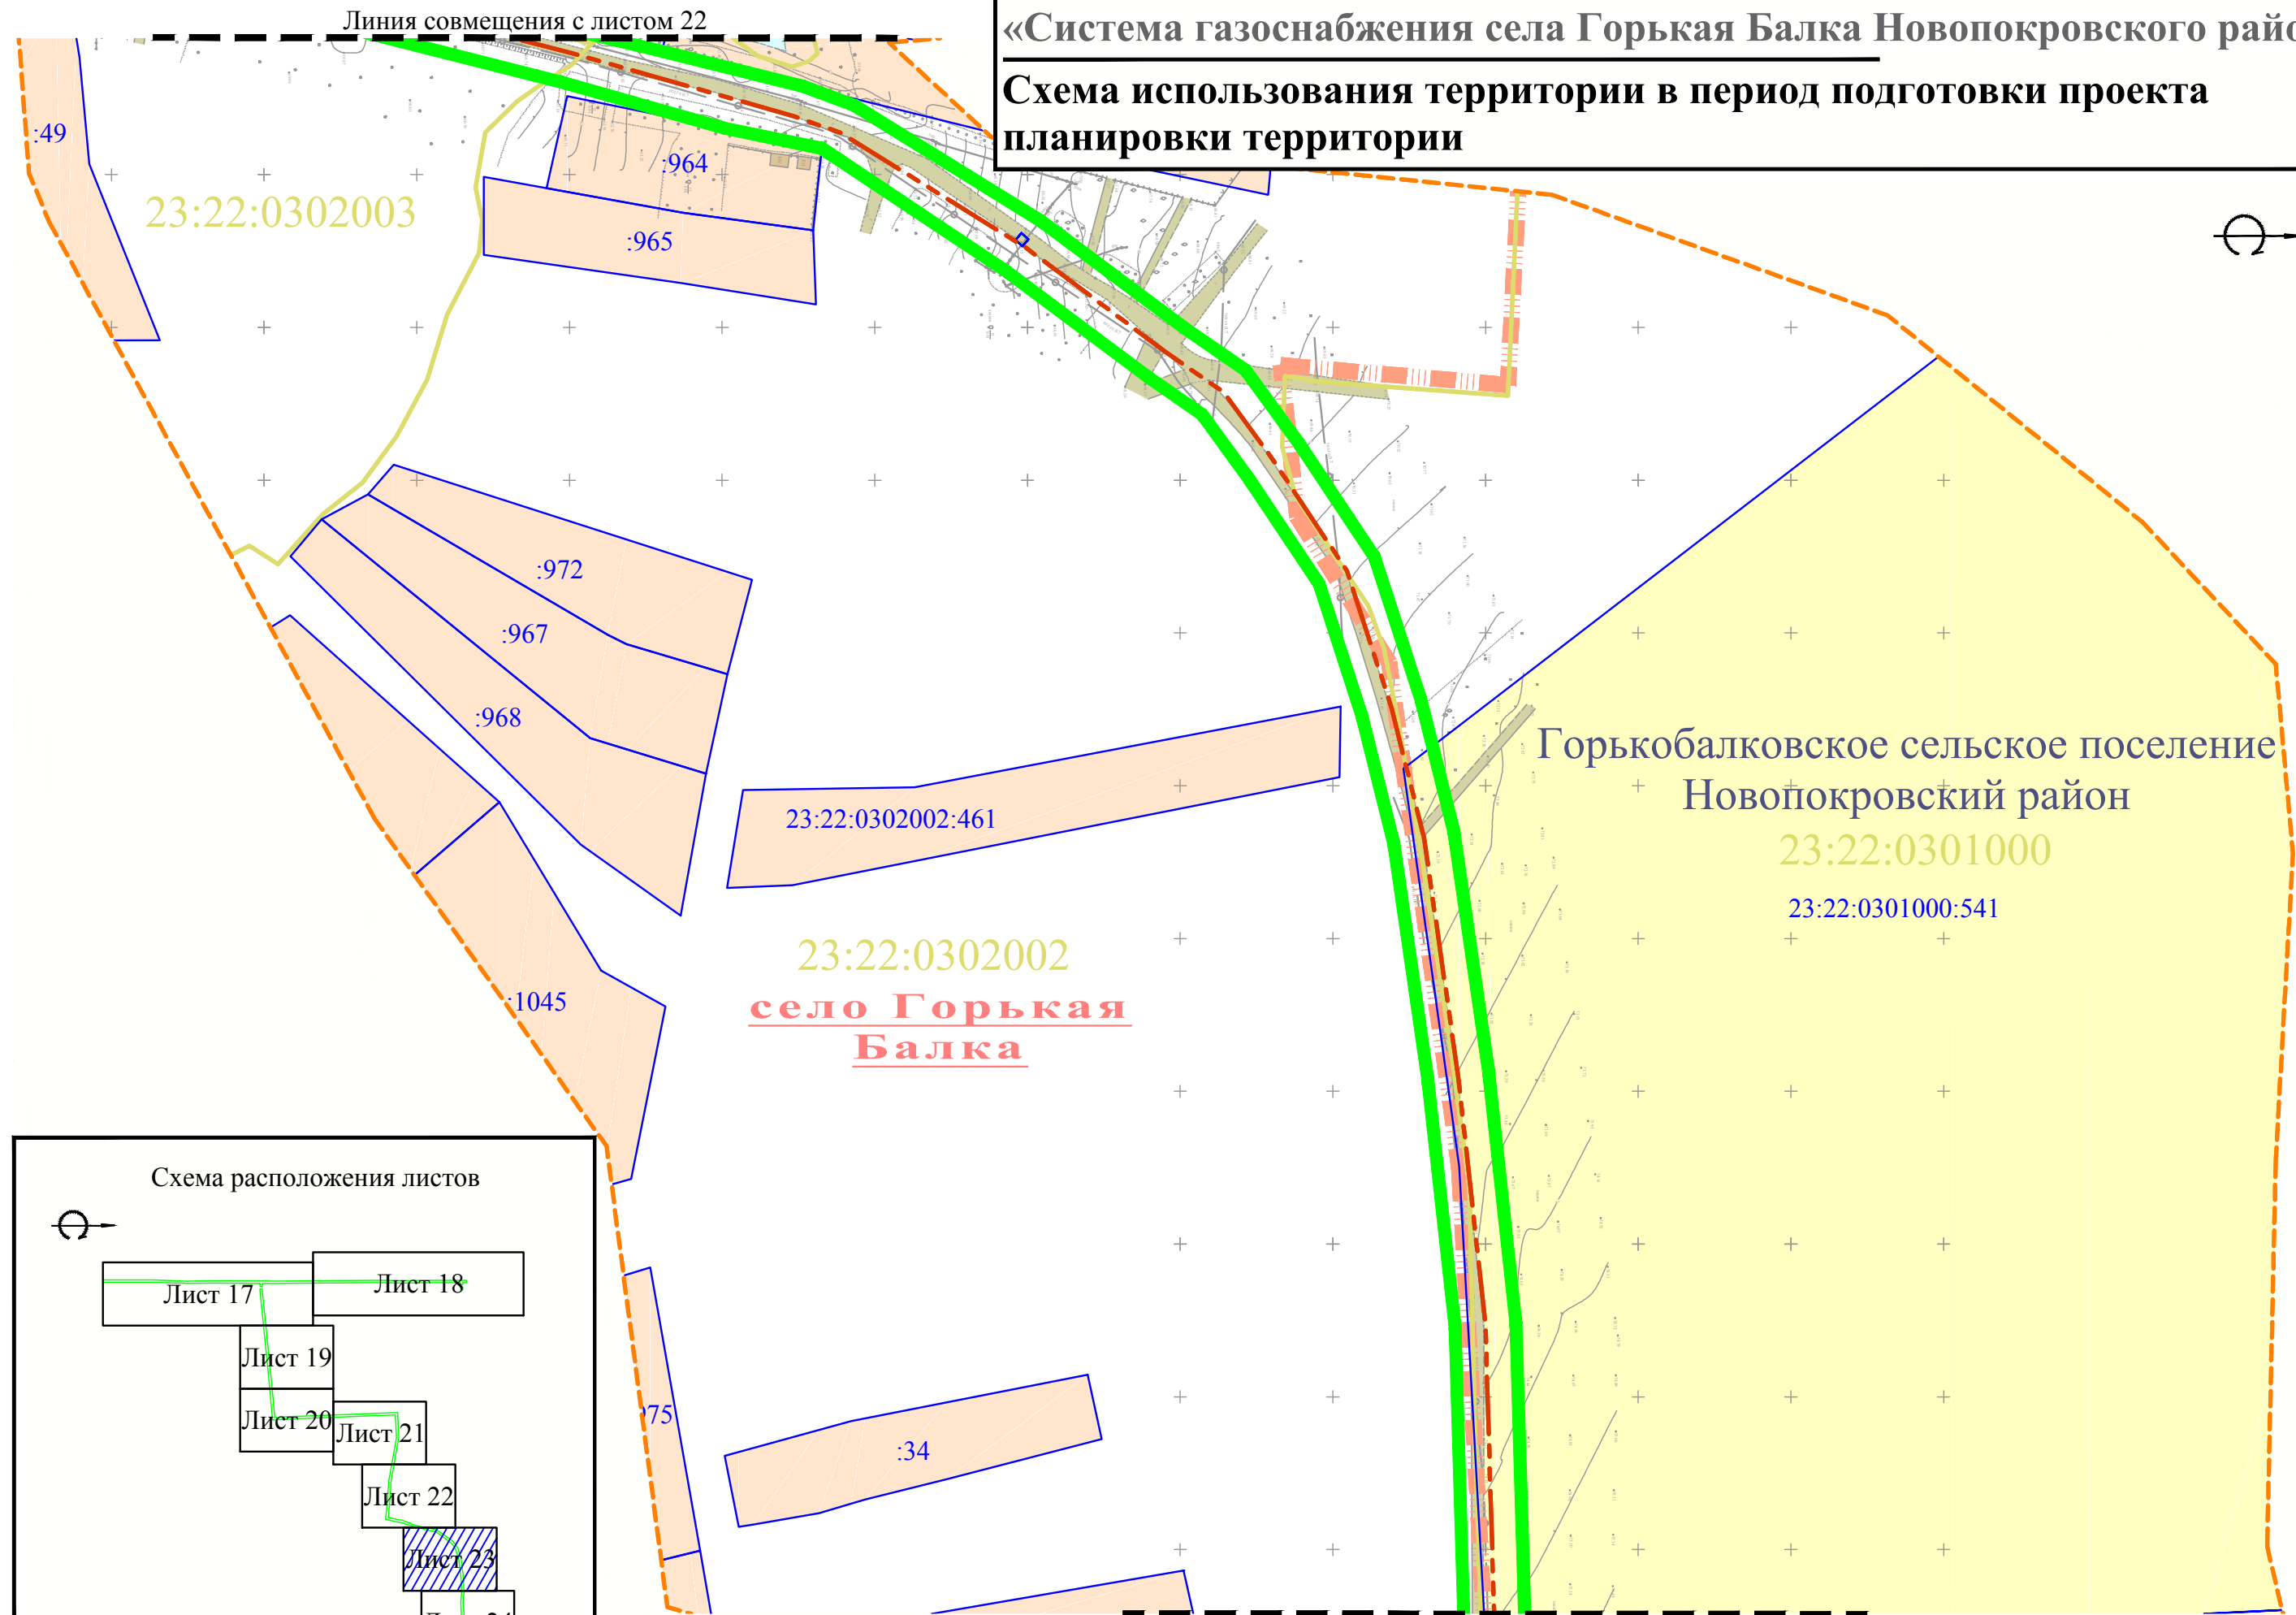 Линия совмещения с листом 22
«Система газоснабжения села Горькая Балка Новопокровского
Схема использования территории в период подготовки проекта
планировки территории
:49
:964
23:22:0302003
:965
:972
:967
:968
23:22:0302002:461
Горькобалковское сельское поселение
Новопокровский район
23:22:0301000
23:22:0301000:541
23:22:0302002
село Горькая
Балка
:1045
75
:34
Схема расположения листов
Лист 17
Лист 18
Лист 19
Лист 20
Лист 21
Лист 22
Лист 23